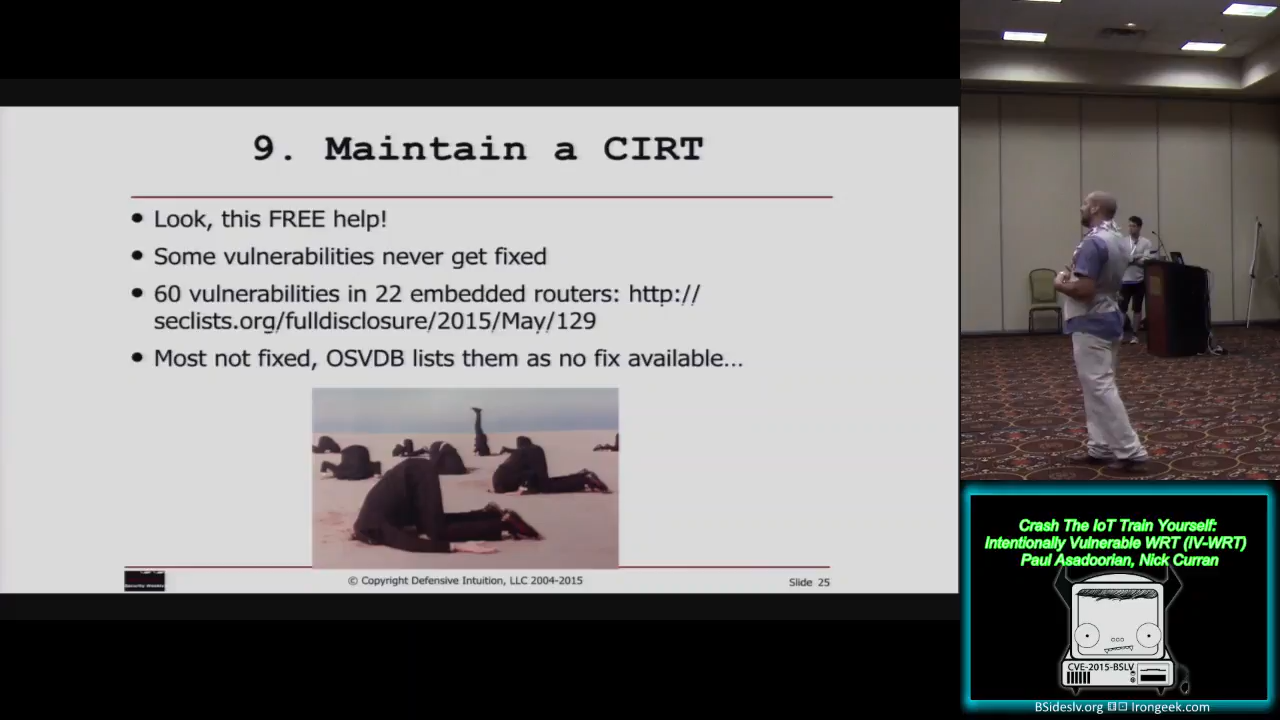 9. Maintain a CIRT
• Look, this FREE help!
• Some vulnerabilities never get fixed
• 60 vulnerabilities in 22 embedded routers: http://
seclists.org/fulldisclosure/2015/May/129
• Most not fixed, OSVDB lists them as no fix available...
© Copyright Defensive Intuition, LLC 2004-2015
Slide 25
Crash The IoT Train Yourself:
Intentionally Vulnerable WRT (IV-WRT)
Paul Asadoorian, Nick Curran
CVE-2015-BSLV
BSideslv.org
Irongeek.com